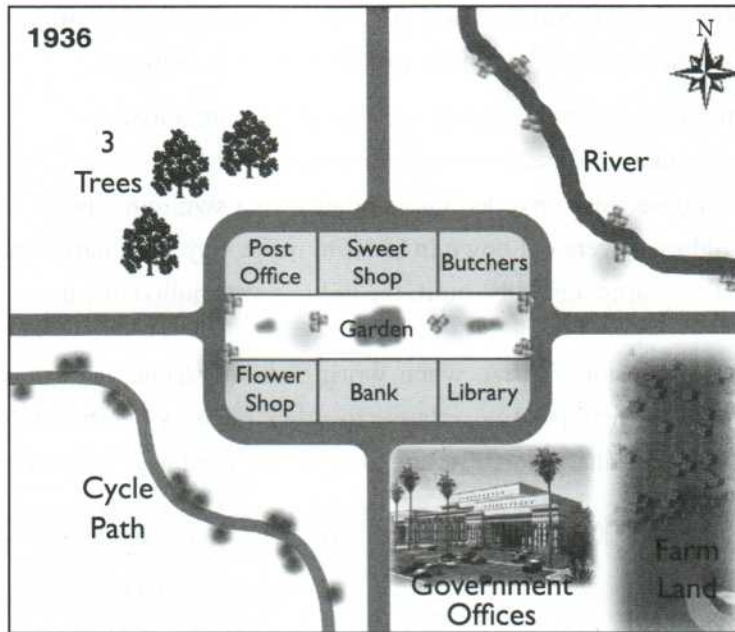 1936
N
3
Trees
River
Post
Office
Sweet
Shop
Butchers
Garden
Flower
Shop
Bank
Library
Cycle
Path
Government
Offices
Farm
Land